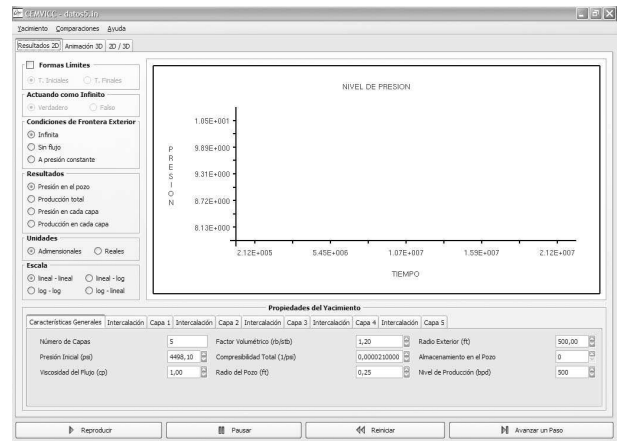 CEMVICC - datos5.in
Yacimiento Comparaciones Ayuda
Resultados 2D Animación 3D 2D / 3D
Formas Límites
T. Iniciales T. Finales
Actuando como Infinito
Verdadero Falso
Condiciones de Frontera Exterior
Infinita
Sin flujo
A presión constante
Resultados
Presión en el pozo
Producción total
Presión en cada capa
Producción en cada capa
Unidades
Adimensionales Reales
Escala
lineal - lineal lineal - log
log - log log - lineal
NIVEL DE PRESION
PRESION
1.05E+001
9.89E+000
9.31E+000
8.72E+000
8.13E+000
2.12E+005 5.45E+006 1.07E+007 1.59E+007 2.12E+007
TIEMPO
Propiedades del Yacimiento
Características Generales Intercalación Capa 1 Intercalación Capa 2 Intercalación Capa 3 Intercalación Capa 4 Intercalación Capa 5
Número de Capas 5 Factor Volumétrico (rb/stb) 1,20 Radio Exterior (ft) 500,00
Presión Inicial (psi) 4498,10 Compresibilidad Total (1/psi) 0,0000210000 Almacenamiento en el Pozo 0
Viscosidad del Flujo (cp) 1,00 Radio del Pozo (ft) 0,25 Nivel de Producción (bpd) 500
Reproducir Pausar Reiniciar Avanzar un Paso